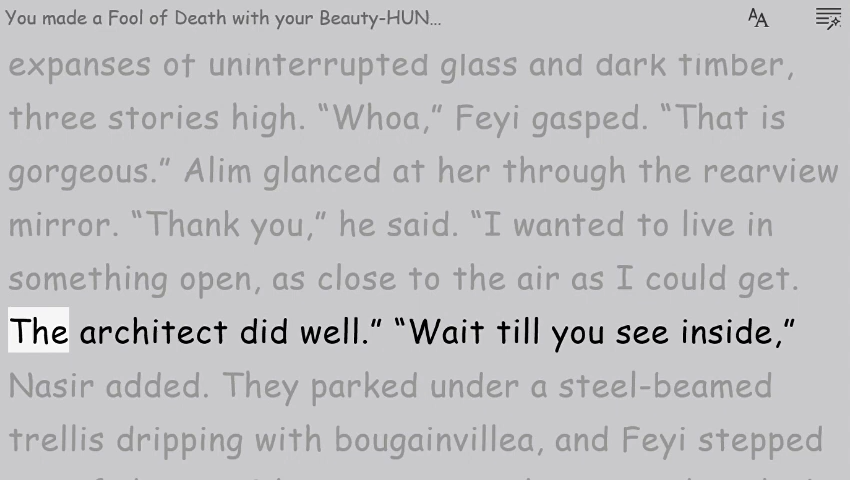 You made a Fool of Death with your Beauty-HUN...
expanses of uninterrupted glass and dark timber,
three stories high. “Whoa,” Feyi gasped. “That is
gorgeous.” Alim glanced at her through the rearview
mirror. “Thank you,” he said. “I wanted to live in
something open, as close to the air as I could get.
The architect did well.” “Wait till you see inside,”
Nasir added. They parked under a steel-beamed
trellis dripping with bougainvillea, and Feyi stepped